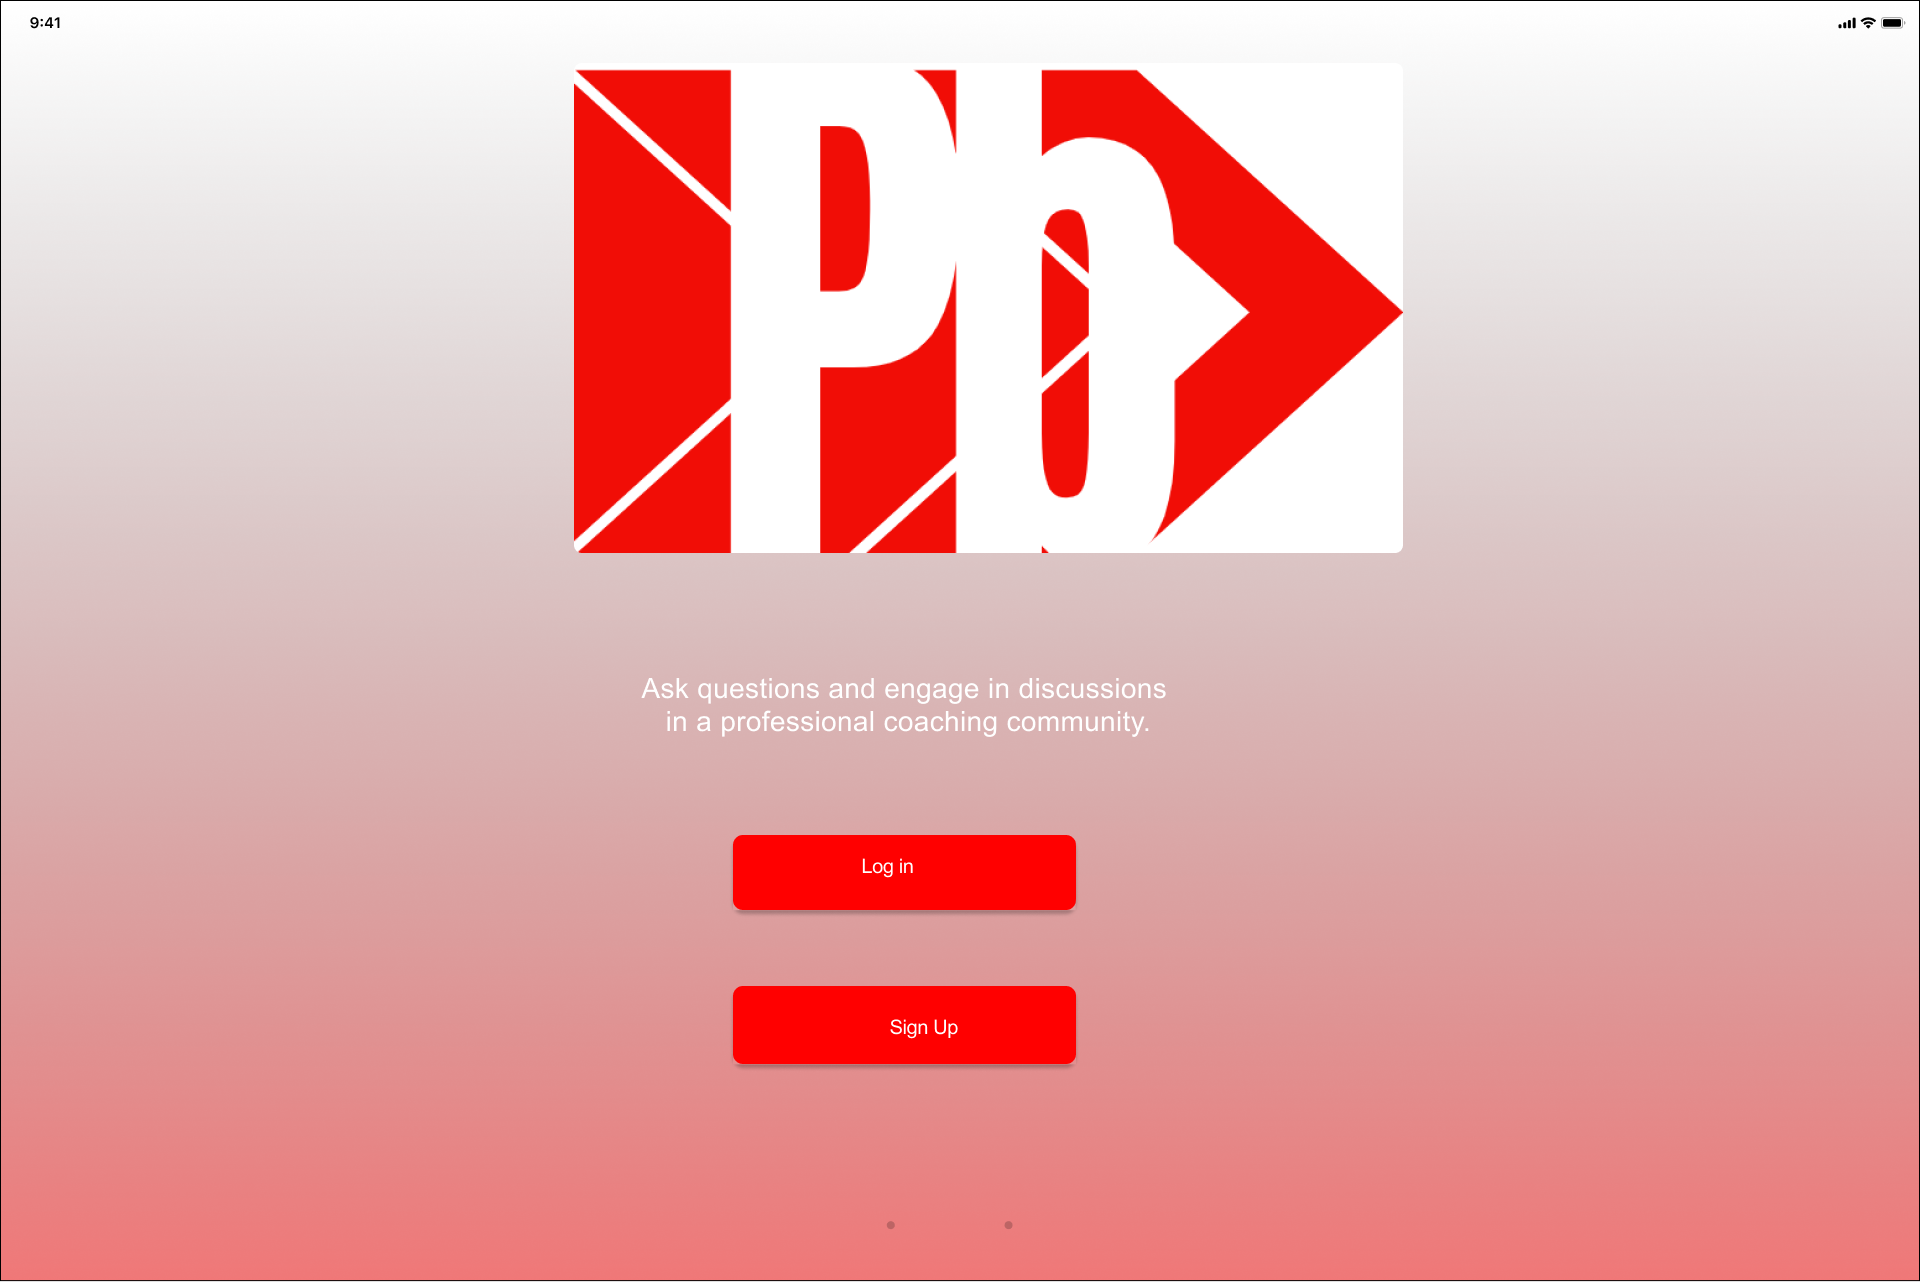 9:41
Pb
Ask questions and engage in discussions
in a professional coaching community.
Log in
Sign Up